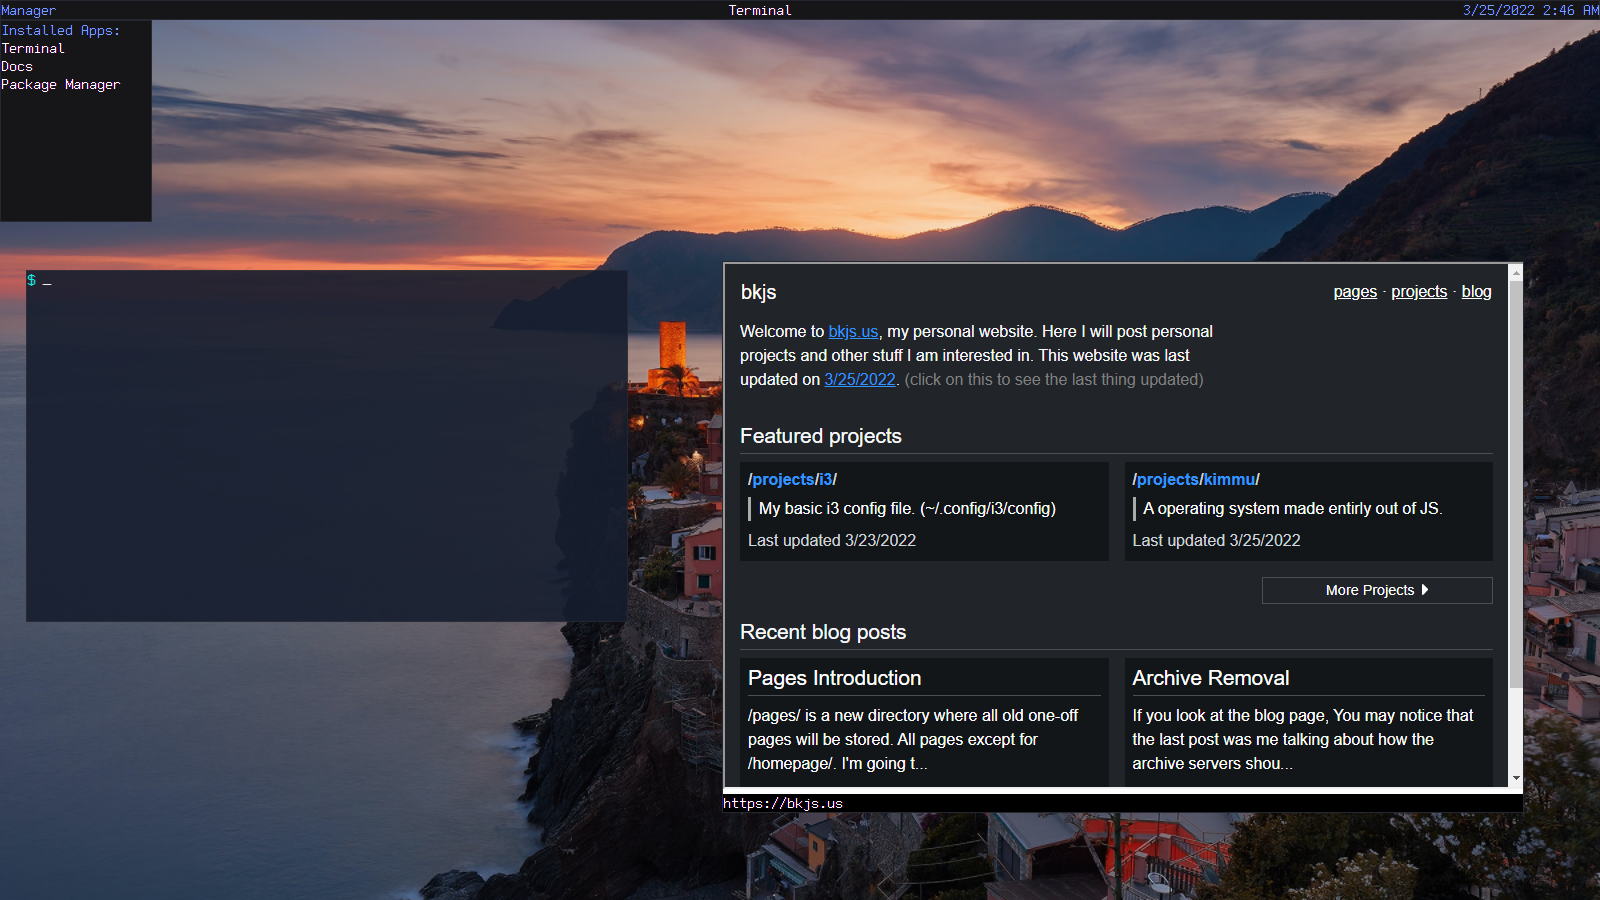 Manager
Terminal
3/25/2022 2:46 AM
Installed Apps:
Terminal
Docs
Package Manager
$ _
bkjs
pages · projects · blog
Welcome to bkjs.us, my personal website. Here I will post personal
projects and other stuff I am interested in. This website was last
updated on 3/25/2022. (click on this to see the last thing updated)
Featured projects
/projects/i3/
My basic i3 config file. (~/.config/i3/config)
Last updated 3/23/2022
/projects/kimmu/
A operating system made entirly out of JS.
Last updated 3/25/2022
More Projects
Recent blog posts
Pages Introduction
/pages/ is a new directory where all old one-off
pages will be stored. All pages except for
/homepage/. I'm going t...
Archive Removal
If you look at the blog page, You may notice that
the last post was me talking about how the
archive servers shou...
https://bkjs.us